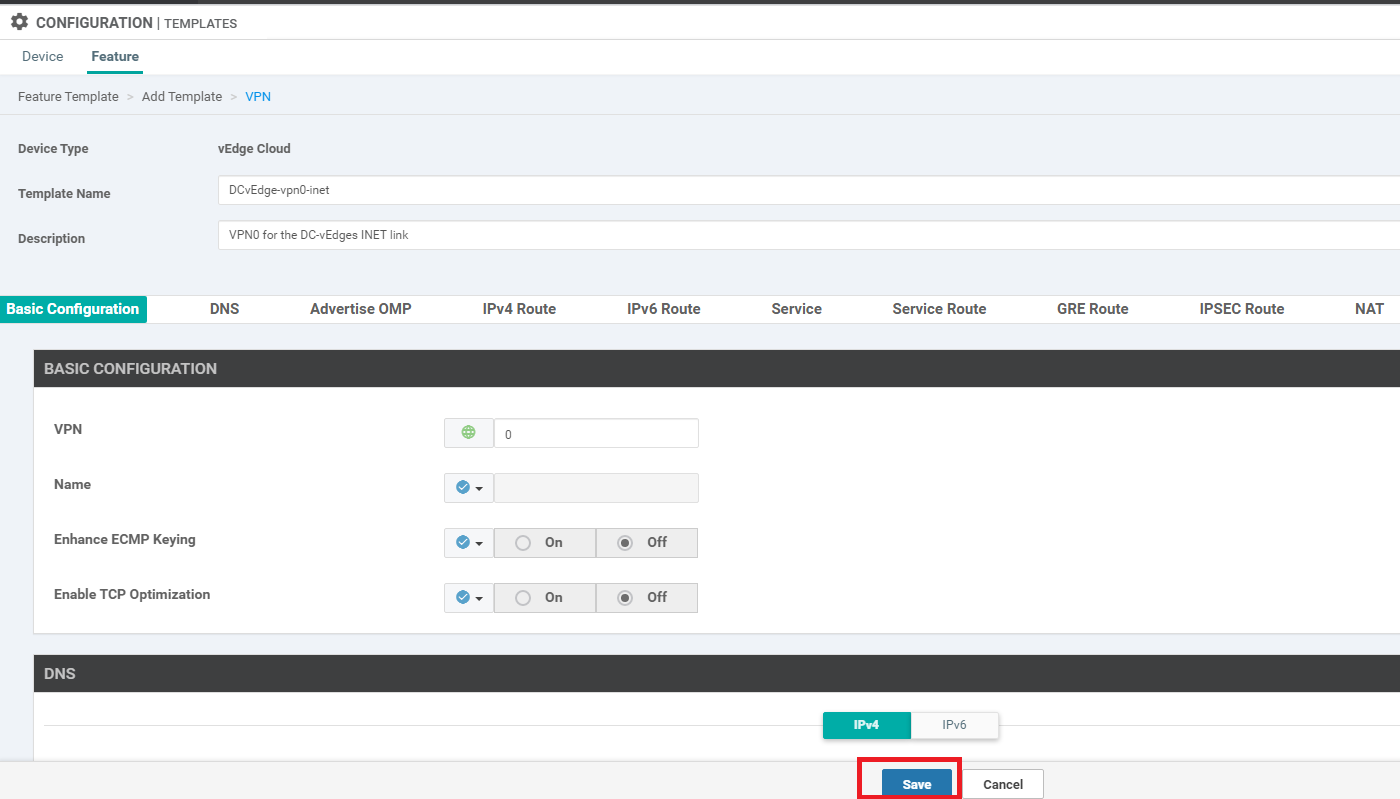 CONFIGURATION | TEMPLATES
Device Feature
Feature Template > Add Template > VPN
Device Type vEdge Cloud
Template Name DCvEdge-vpn0-inet
Description VPN0 for the DC-vEdges INET link
Basic Configuration DNS Advertise OMP IPv4 Route IPv6 Route Service Service Route GRE Route IPSEC Route NAT
BASIC CONFIGURATION
VPN 0
Name
Enhance ECMP Keying On Off
Enable TCP Optimization On Off
DNS
IPv4 IPv6
Save Cancel